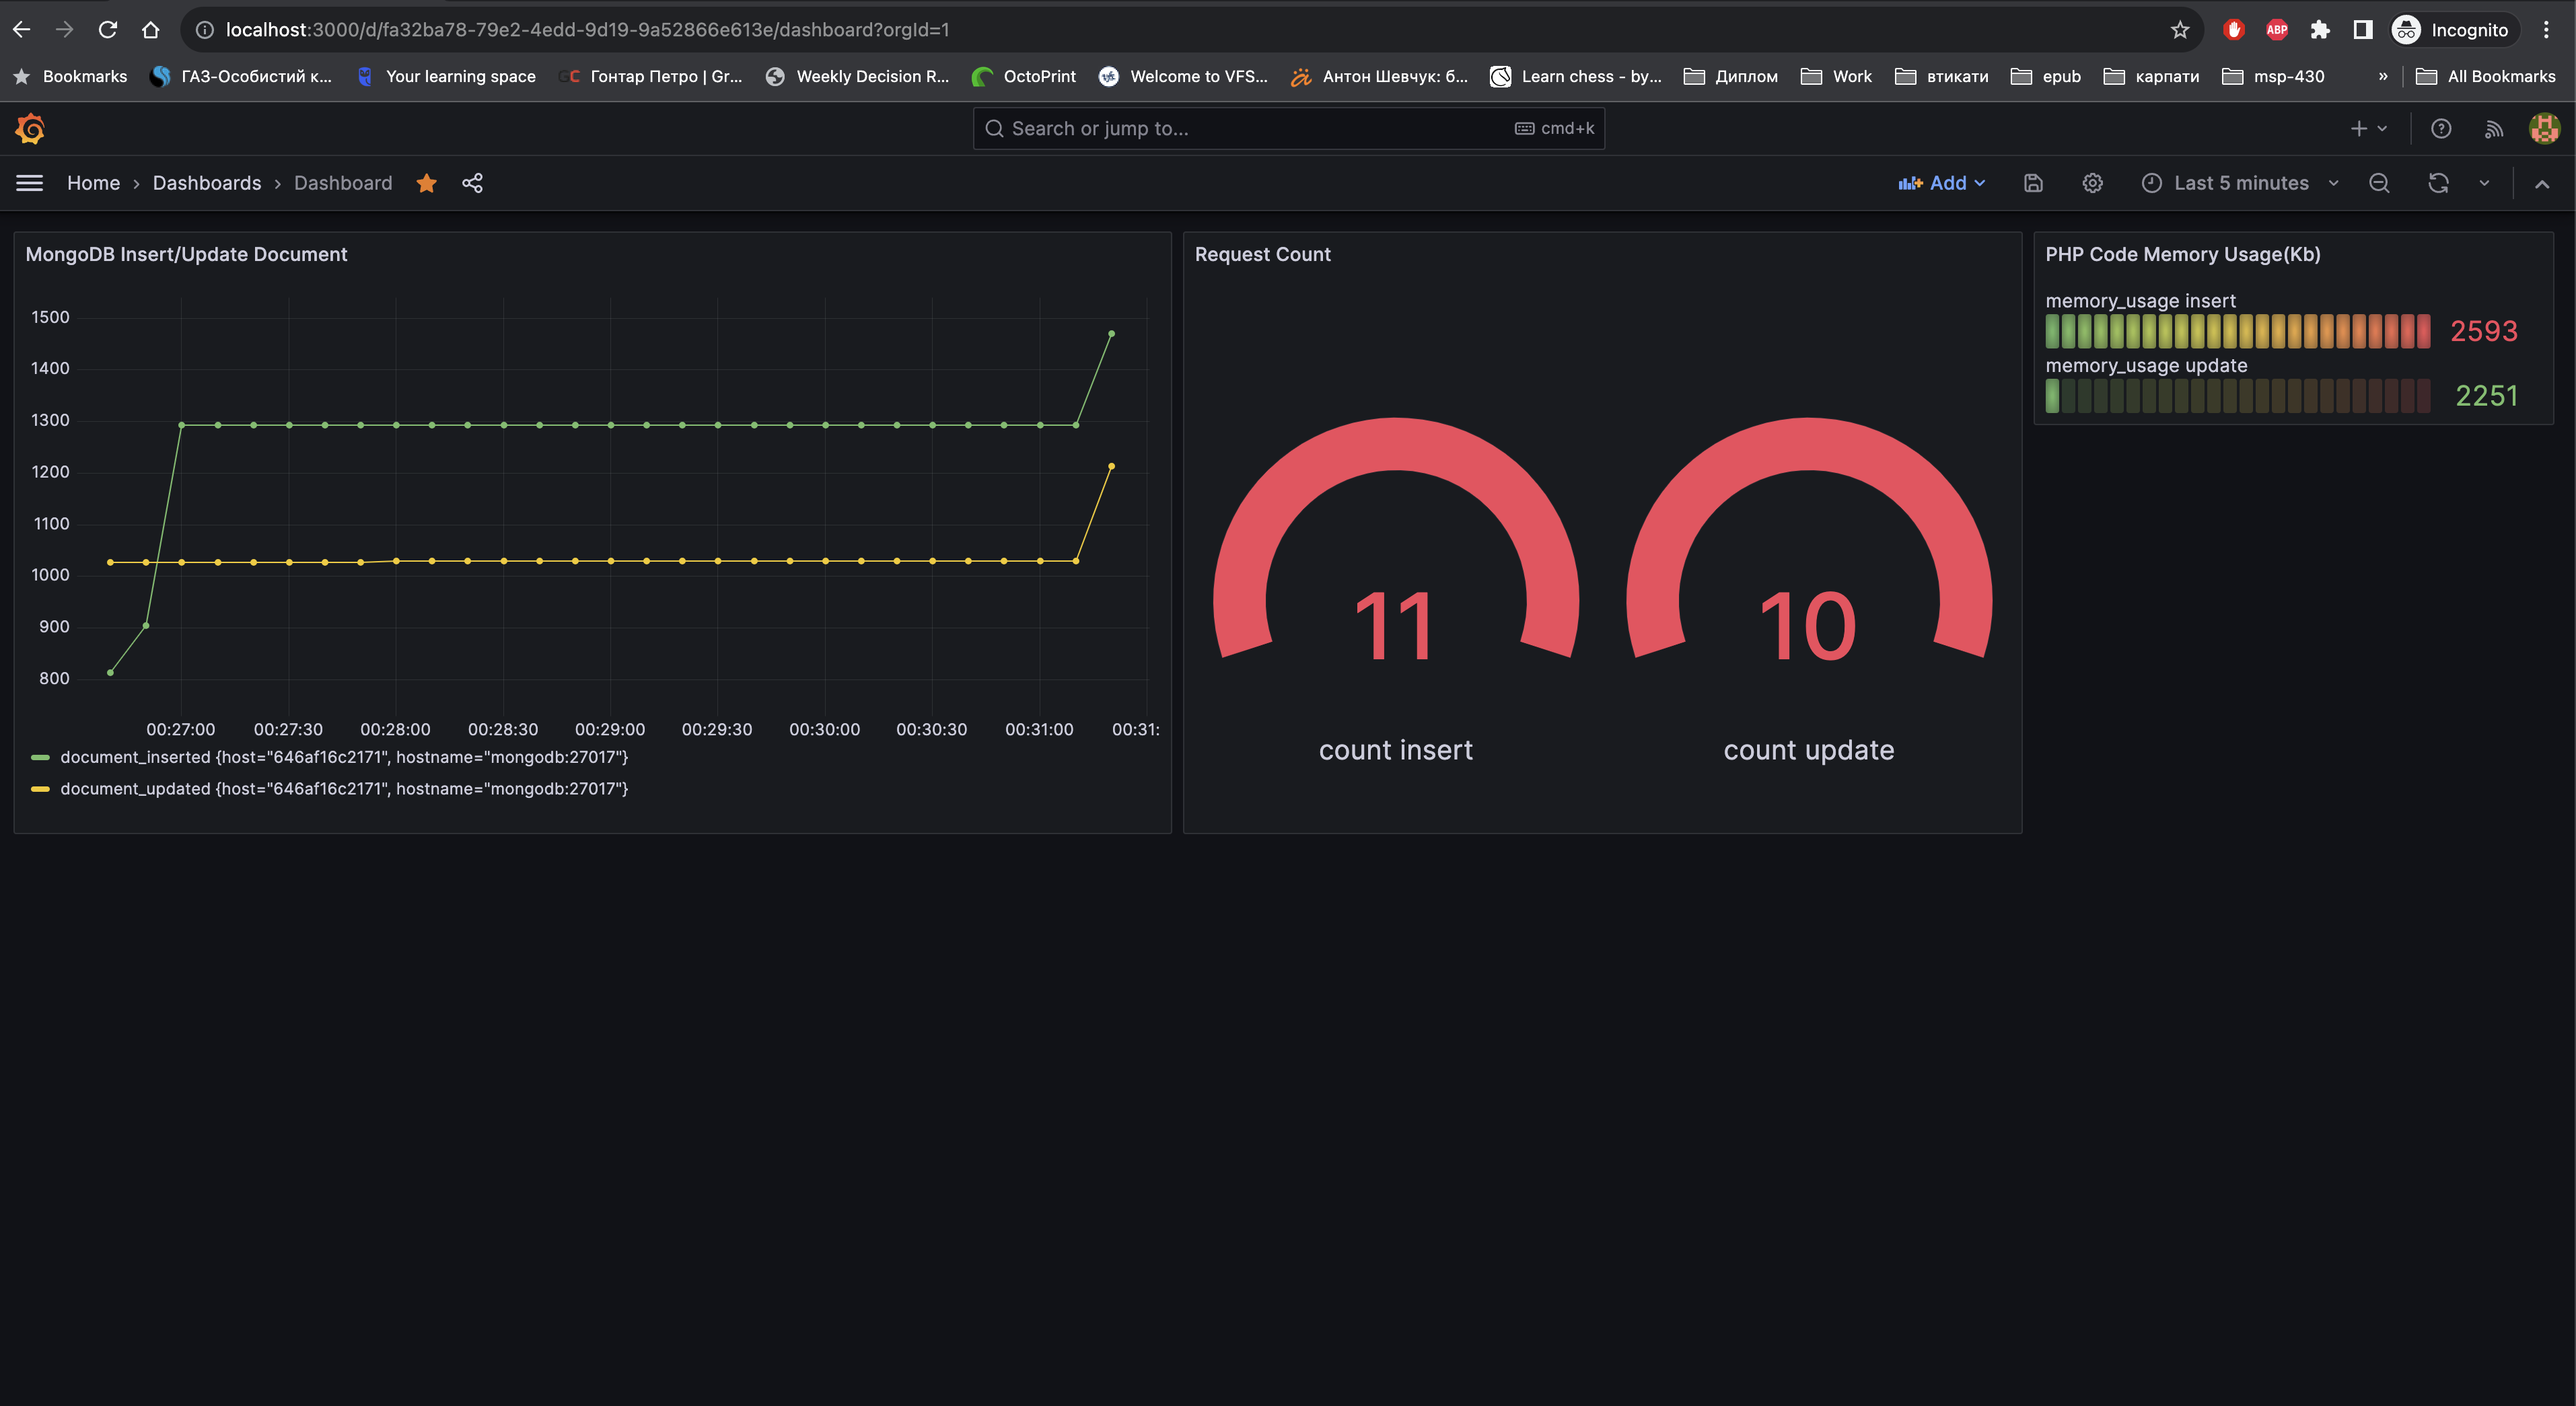 localhost:3000/d/fa32ba78-79e2-4edd-9d19-9a52866e613e/dashboard?orgId=1
ABP
Incognito
Bookmarks
ГАЗ-Особистий к...
Your learning space
GC
Гонтар Петро | Gr...
Weekly Decision R...
OctoPrint
vfs
Welcome to VFS...
Антон Шевчук: б...
Learn chess - by...
Диплом
Work
втикати
epub
карпати
msp-430
»
All Bookmarks
Search or jump to...
cmd+k
Home › Dashboards › Dashboard
Add
Last 5 minutes
MongoDB Insert/Update Document
1500
1400
1300
1200
1100
1000
900
800
00:27:00 00:27:30 00:28:00 00:28:30 00:29:00 00:29:30 00:30:00 00:30:30 00:31:00 00:31:
document_inserted {host="646af16c2171", hostname="mongodb:27017"}
document_updated {host="646af16c2171", hostname="mongodb:27017"}
Request Count
11
count insert
10
count update
PHP Code Memory Usage(Kb)
memory_usage insert
2593
memory_usage update
2251